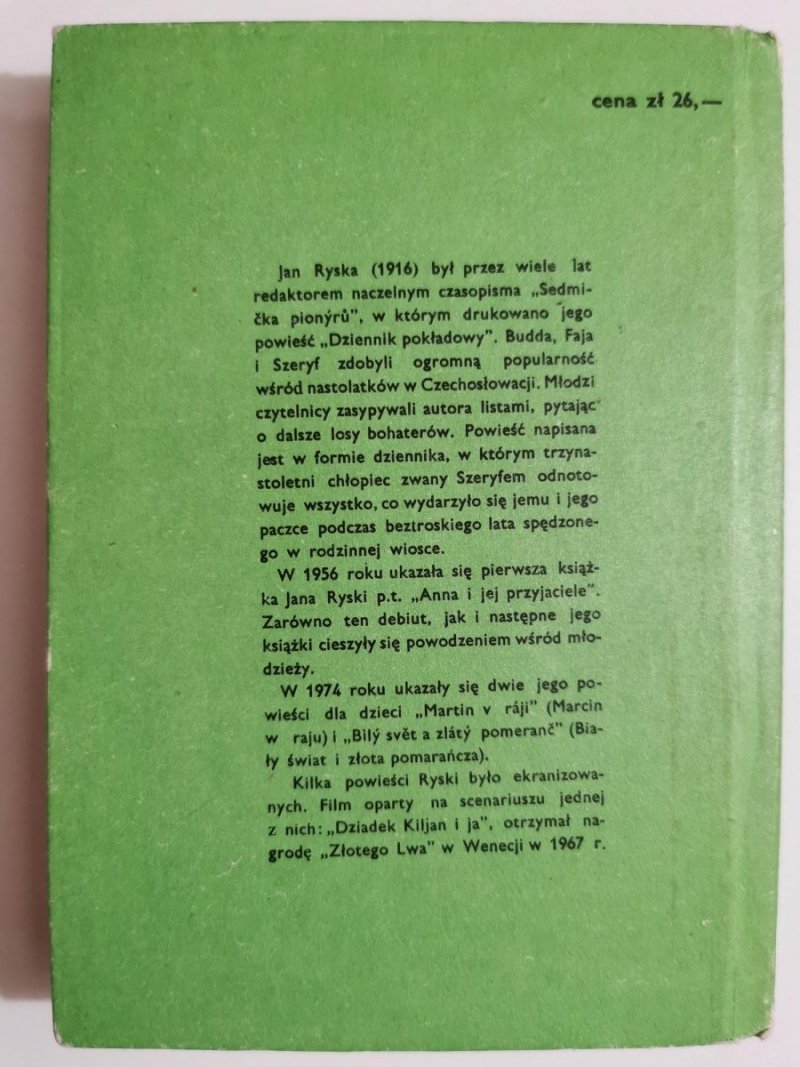 cena zł 26,—
Jan Ryska (1916) był przez wiele lat
redaktorem naczelnym czasopisma „Sedmi-
čka pionýrů”, w którym drukowano jego
powieść „Dziennik pokładowy”. Budda, Faja
i Szeryf zdobyli ogromną popularność
wśród nastolatków w Czechosłowacji. Młodzi
czytelnicy zasypywali autora listami, pytając
o dalsze losy bohaterów. Powieść napisana
jest w formie dziennika, w którym trzyna-
stoletni chłopiec zwany Szeryfem odnoto-
wuje wszystko, co wydarzyło się jemu i jego
paczce podczas beztroskiego lata spędzone-
go w rodzinnej wiosce.
W 1956 roku ukazała się pierwsza książ-
ka Jana Ryski p.t. „Anna i jej przyjaciele”.
Zarówno ten debiut, jak i następne jego
książki cieszyły się powodzeniem wśród mło-
dzieży.
W 1974 roku ukazały się dwie jego po-
wieści dla dzieci „Martin v ráji” (Marcin
w raju) i „Bílý svět a zlátý pomeranč” (Bia-
ły świat i złota pomarańcza).
Kilka powieści Ryski było ekranizowa-
nych. Film oparty na scenariuszu jednej
z nich: „Dziadek Kiljan i ja”, otrzymał na-
grodę „Złotego Lwa” w Wenecji w 1967 r.